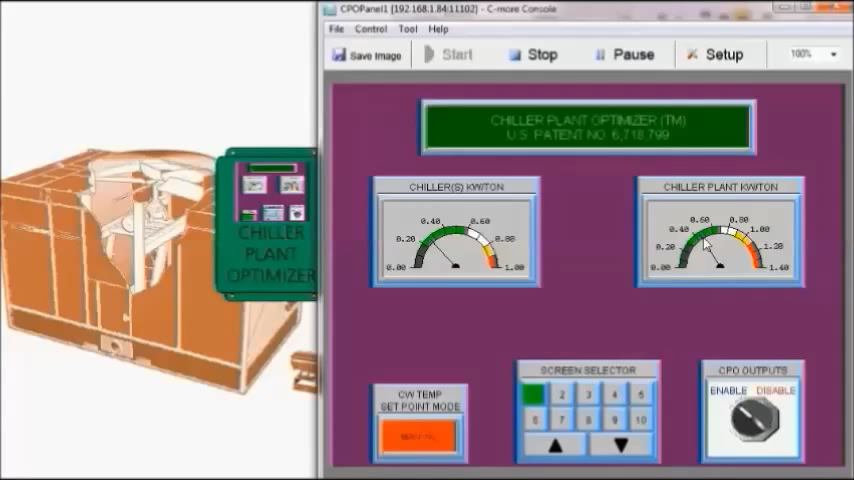 CPOPanel1 [192.168.1.84:11102] - C-more Console
File Control Tool Help
Save Image Start Stop Pause Setup 100%
CHILLER PLANT OPTIMIZER (TM)
U.S. PATENT NO. 6,718,799
CHILLER(S) KW/TON
0.00 0.20 0.40 0.60 0.80 1.00
CHILLER PLANT KW/TON
0.00 0.20 0.40 0.60 0.80 1.00 1.20 1.40
CHILLER
PLANT
OPTIMIZER
CW TEMP
SET POINT MODE
SCREEN SELECTOR
2 3 4 5
6 7 8 9 10
CPO OUTPUTS
ENABLE DISABLE